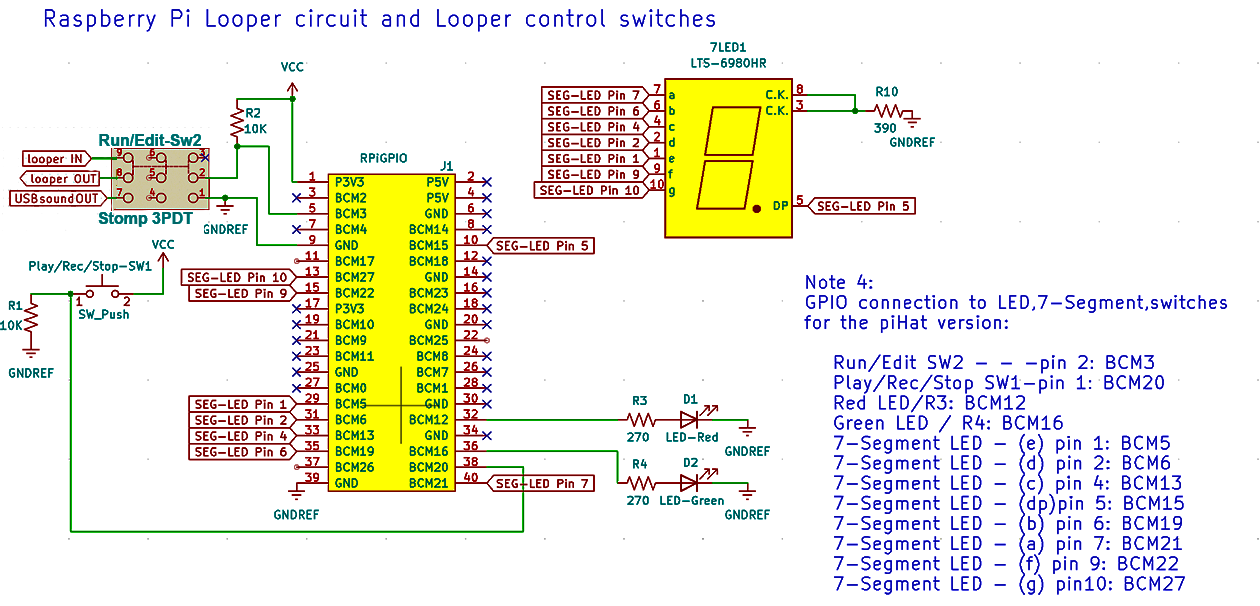 Raspberry Pi Looper circuit and Looper control switches
7LED1
LTS-6980HR
VCC
R2
10K
Run/Edit-Sw2
looper IN
looper OUT
USBsoundOUT
9 6 3
8 5 2
7 4 1
Stomp 3PDT
GNDREF
VCC
Play/Rec/Stop-SW1
1 2
SW_Push
R1
10K
GNDREF
RPIGPIO
J1
1 P3V3 P5V 2
3 BCM2 P5V 4
5 BCM3 GND 6
7 BCM4 BCM14 8
9 GND BCM15 10 SEG-LED Pin 5
11 BCM17 BCM18 12
SEG-LED Pin 10 13 BCM27 GND 14
SEG-LED Pin 9 15 BCM22 BCM23 16
17 P3V3 BCM24 18
19 BCM10 GND 20
21 BCM9 BCM25 22
23 BCM11 BCM8 24
25 GND BCM7 26
27 BCM0 BCM1 28
SEG-LED Pin 1 29 BCM5 GND 30
SEG-LED Pin 2 31 BCM6 BCM12 32
SEG-LED Pin 4 33 BCM13 GND 34
SEG-LED Pin 6 35 BCM19 BCM16 36
37 BCM26 BCM20 38
39 GND BCM21 40 SEG-LED Pin 7
GNDREF
R3
270
D1
LED-Red
GNDREF
R4
270
D2
LED-Green
GNDREF
SEG-LED Pin 7 7 a C.K. 8
SEG-LED Pin 6 6 b C.K. 3
SEG-LED Pin 4 4 c
SEG-LED Pin 2 2 d
SEG-LED Pin 1 1 e
SEG-LED Pin 9 9 f
SEG-LED Pin 10 10 g
DP 5 SEG-LED Pin 5
R10
390
GNDREF
Note 4:
GPIO connection to LED,7-Segment,switches
for the piHat version:
Run/Edit SW2 - - -pin 2: BCM3
Play/Rec/Stop SW1-pin 1: BCM20
Red LED/R3: BCM12
Green LED / R4: BCM16
7-Segment LED - (e) pin 1: BCM5
7-Segment LED - (d) pin 2: BCM6
7-Segment LED - (c) pin 4: BCM13
7-Segment LED - (dp)pin 5: BCM15
7-Segment LED - (b) pin 6: BCM19
7-Segment LED - (a) pin 7: BCM21
7-Segment LED - (f) pin 9: BCM22
7-Segment LED - (g) pin10: BCM27